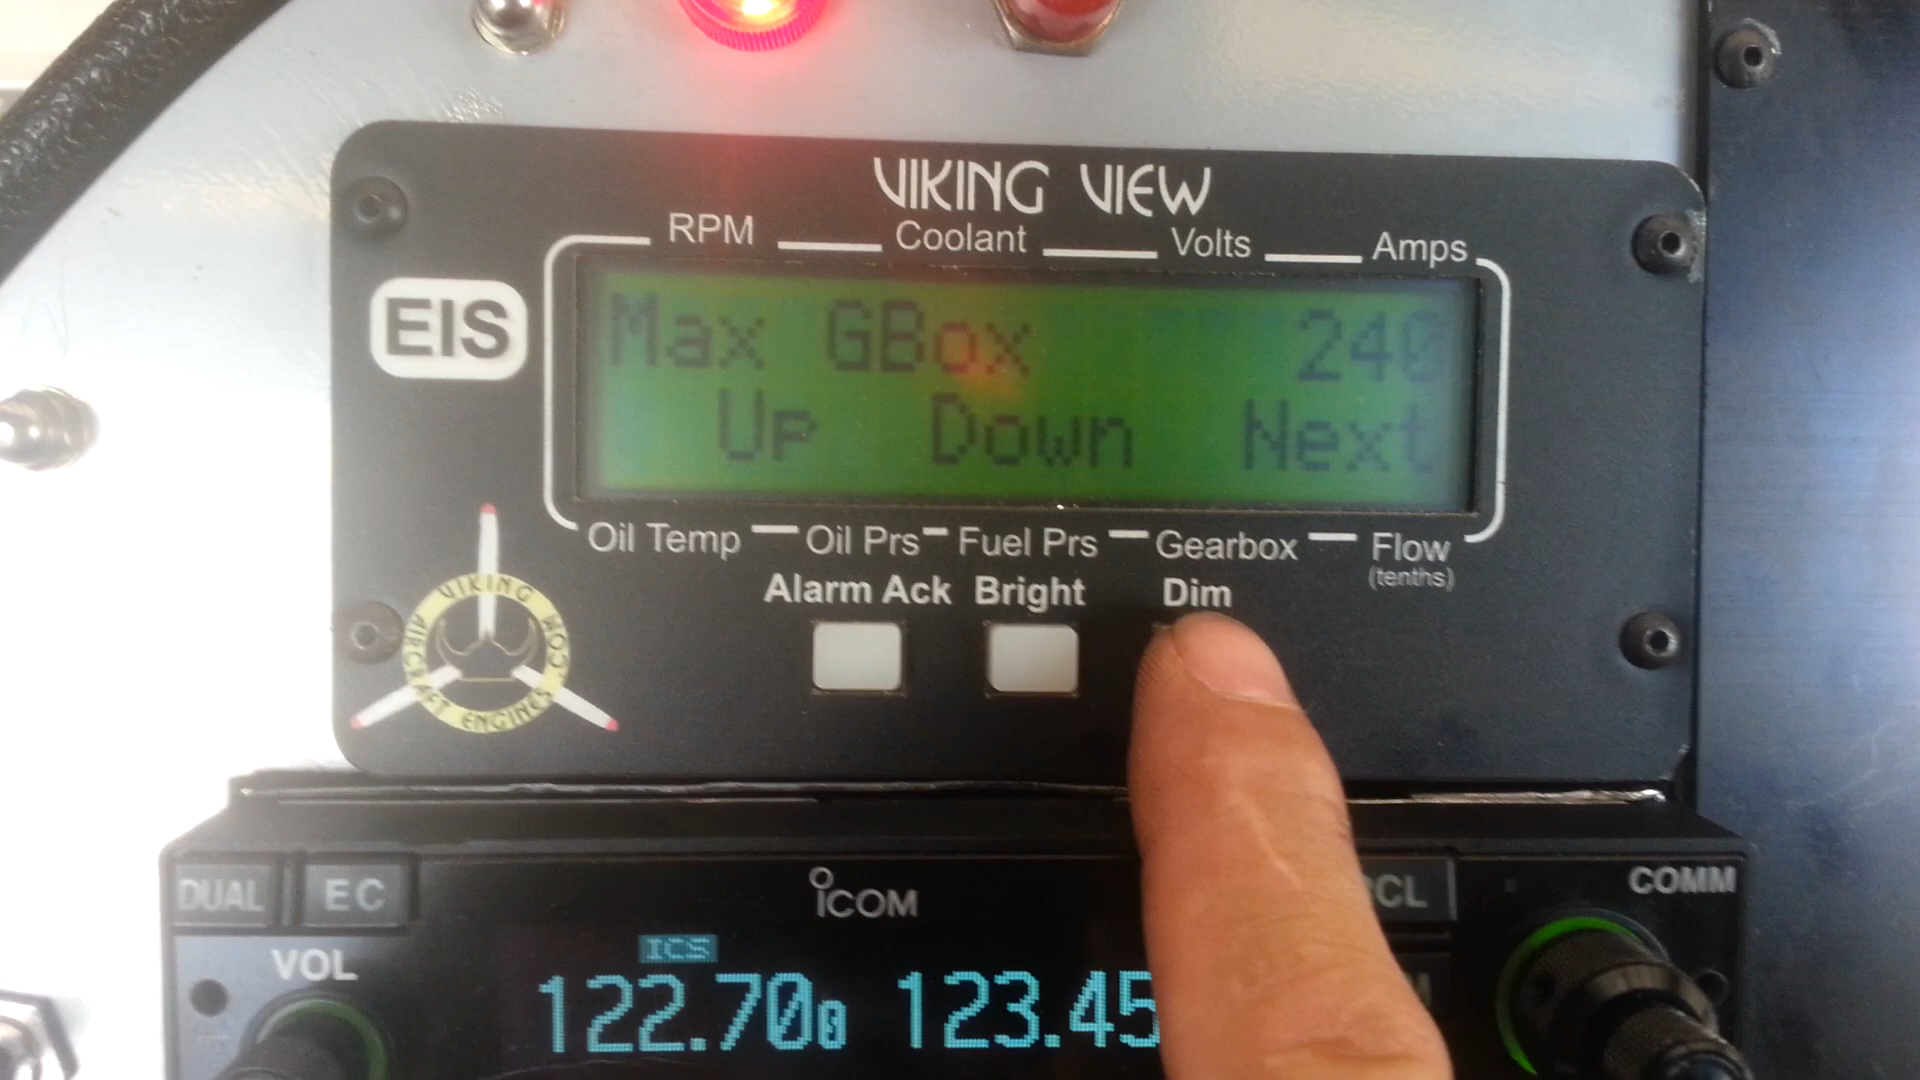 VIKING VIEW
RPM Coolant Volts Amps
EIS
Max GBox 240
Up Down Next
Oil Temp Oil Prs Fuel Prs Gearbox Flow
(tenths)
Alarm Ack Bright Dim
VIKING
AIRCRAFT ENGINES
.COM
DUAL EC ICOM CL COMM
VOL
ICS
122.700 123.45